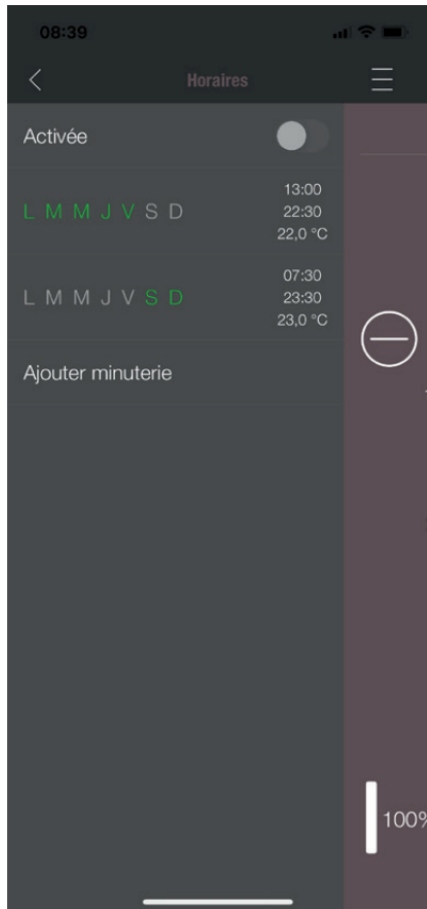 08:39
Horaires
Activée
L M M J V S D
13:00
22:30
22,0 °C
L M M J V S D
07:30
23:30
23,0 °C
Ajouter minuterie
100%